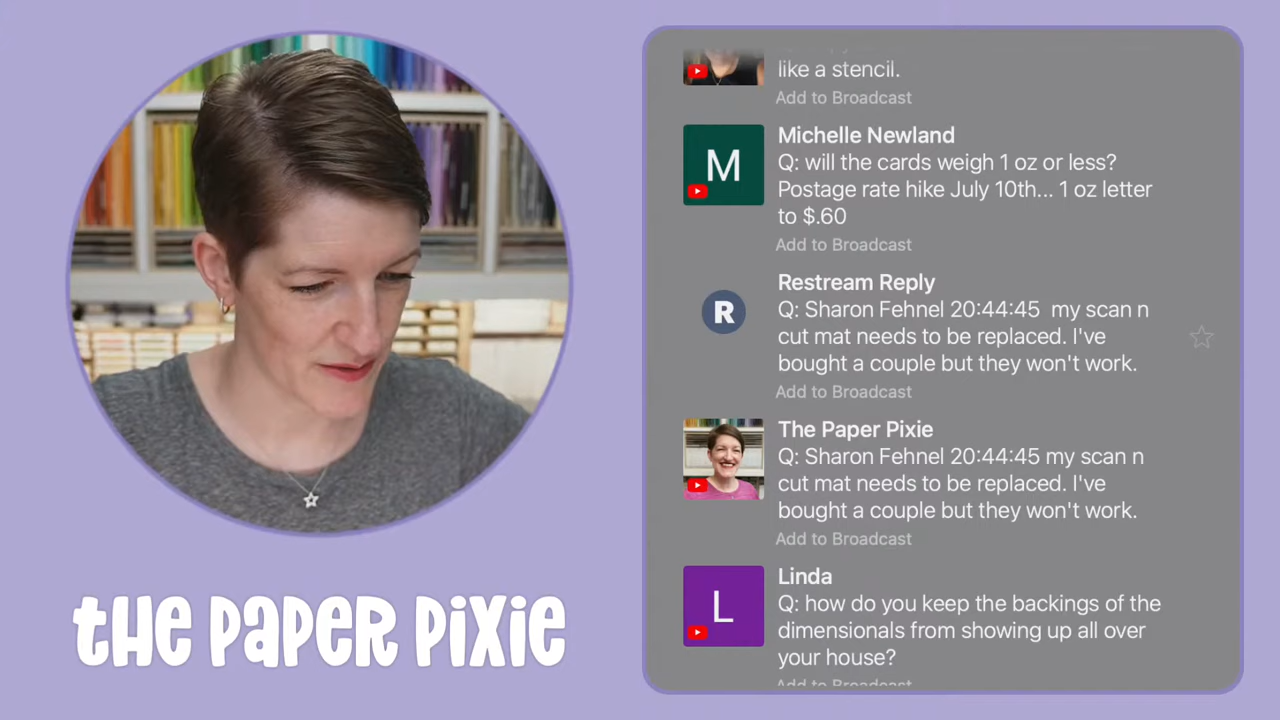 like a stencil.
Add to Broadcast
M
Michelle Newland
Q: will the cards weigh 1 oz or less?
Postage rate hike July 10th... 1 oz letter
to $.60
Add to Broadcast
R
Restream Reply
Q: Sharon Fehnel 20:44:45 my scan n
cut mat needs to be replaced. I've
bought a couple but they won't work.
Add to Broadcast
The Paper Pixie
Q: Sharon Fehnel 20:44:45 my scan n
cut mat needs to be replaced. I've
bought a couple but they won't work.
Add to Broadcast
L
Linda
Q: how do you keep the backings of the
dimensionals from showing up all over
your house?
Add to Broadcast
the PAPER PiXiE